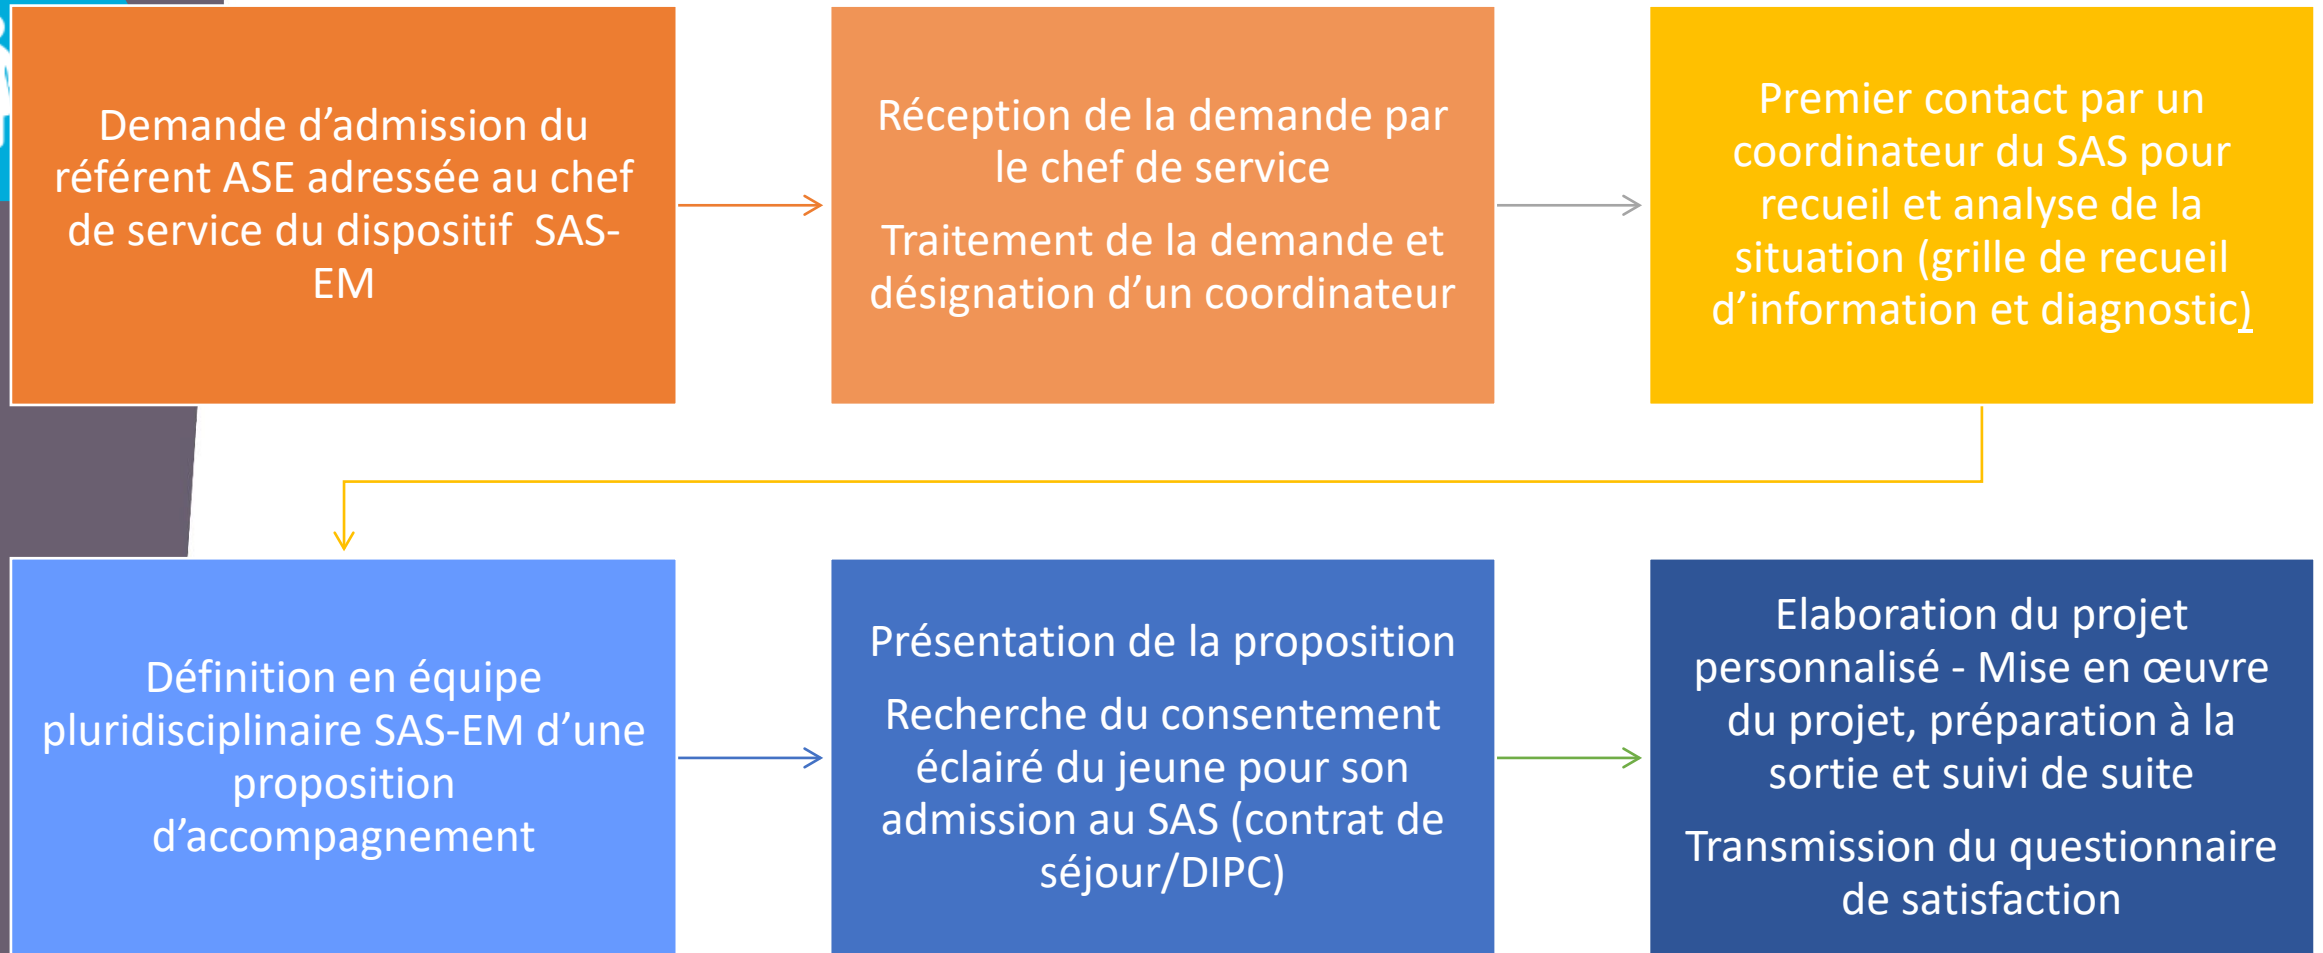 Demande d’admission du
référent ASE adressée au chef
de service du dispositif  SAS-
EM
Réception de la demande par
le chef de service
Traitement de la demande et
désignation d’un coordinateur
Premier contact par un
coordinateur du SAS pour
recueil et analyse de la
situation (grille de recueil
d’information et diagnostic)
Définition en équipe
pluridisciplinaire SAS-EM d’une
proposition
d’accompagnement
Présentation de la proposition
Recherche du consentement
éclairé du jeune pour son
admission au SAS (contrat de
séjour/DIPC)
Elaboration du projet
personnalisé - Mise en œuvre
du projet, préparation à la
sortie et suivi de suite
Transmission du questionnaire
de satisfaction